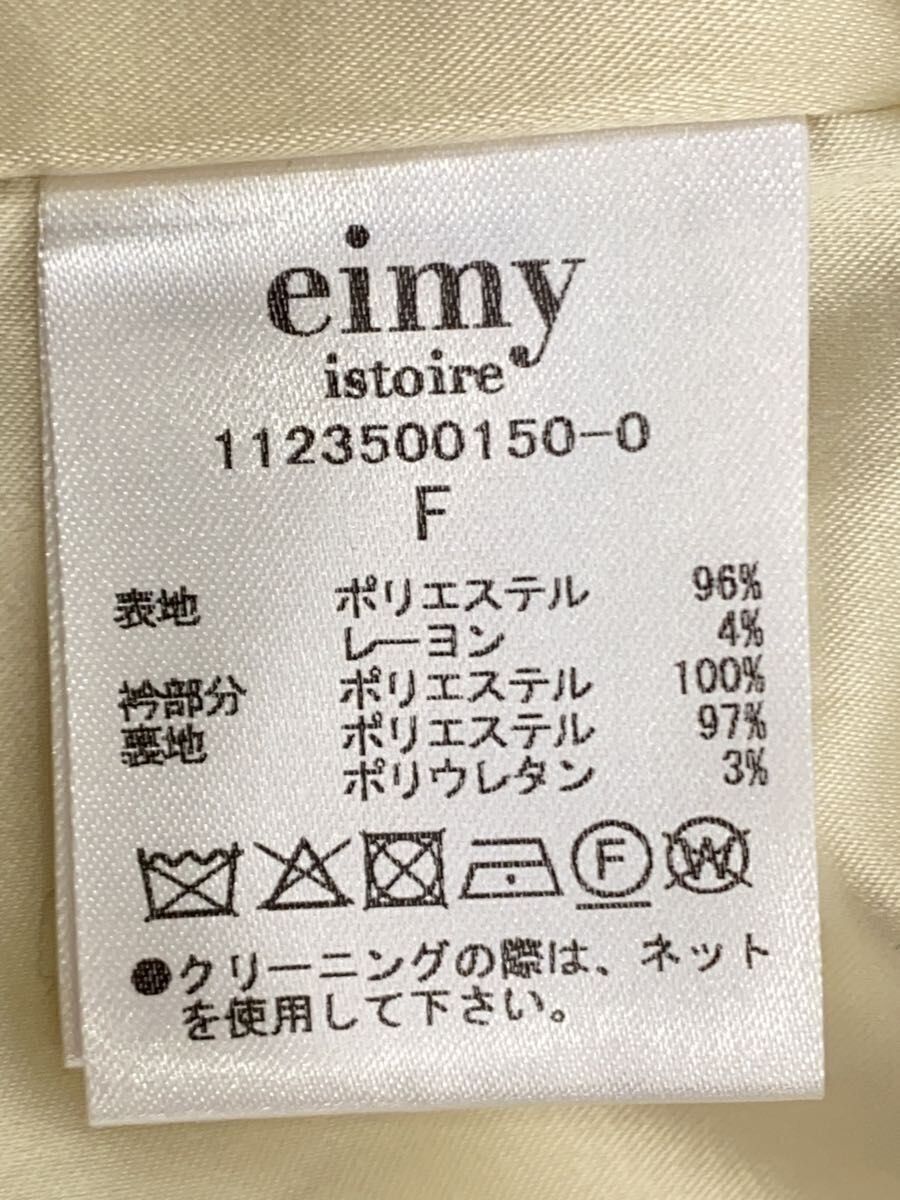 eimy
istoire
1123500150-0
F
表地 ポリエステル 96%
レーヨン 4%
衿部分 ポリエステル 100%
裏地 ポリエステル 97%
ポリウレタン 3%
F W
●クリーニングの際は、ネット
を使用して下さい。